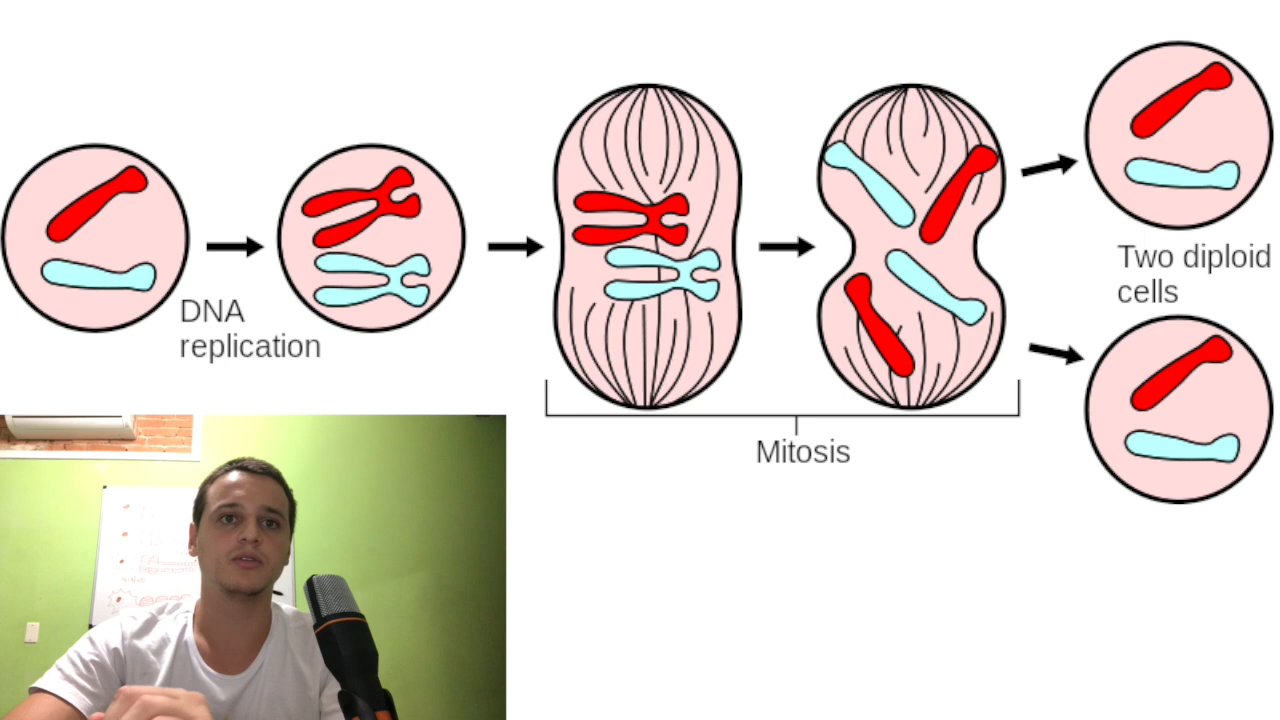 DNA
replication
Mitosis
Two diploid
cells